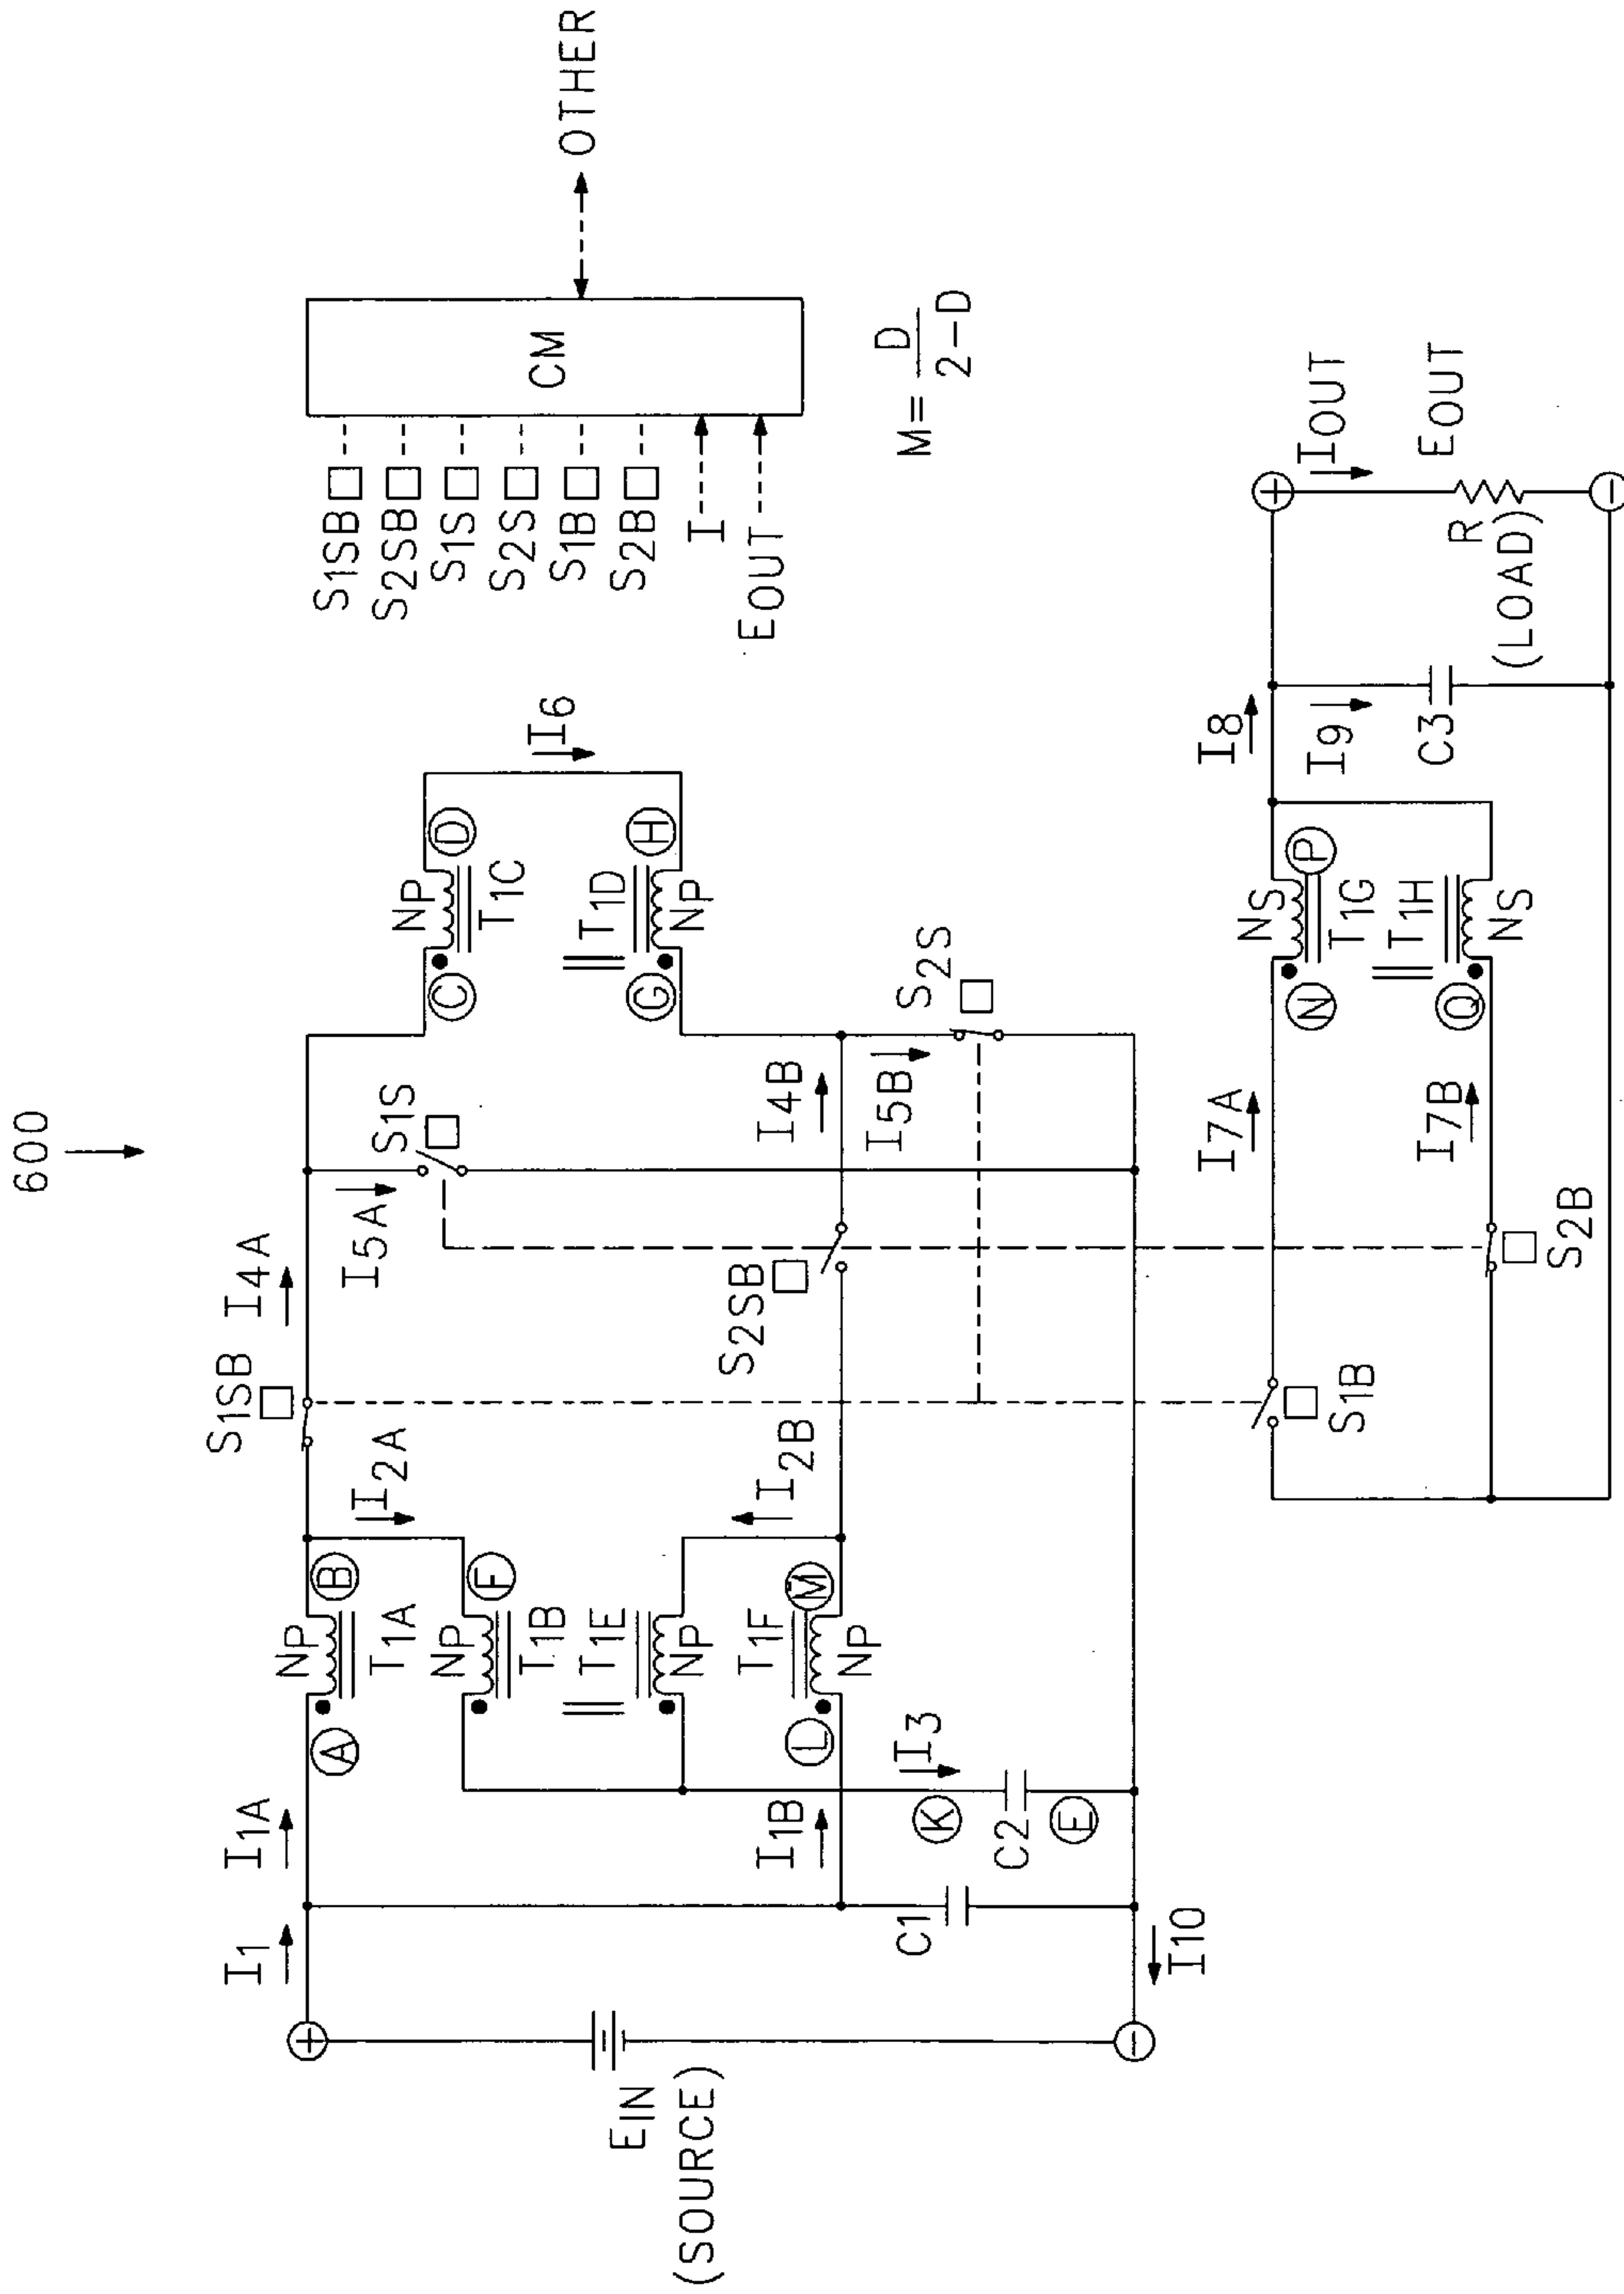 600
S1SB
S2SB
S1S
S2S
S1B
S2B
I
EOUT
CM
OTHER
M= D
2-D
EIN
(SOURCE)
+
-
I1
I1A
A
NP
T1A
B
I2A
S1SB
I4A
I5A
S1S
C
NP
T1C
D
I6
NP
T1B
F
T1E
NP
I2B
T1D
G
NP
H
I1B
L
T1F
NP
M
S2SB
I4B
I5B
S2S
I3
K
C2
E
C1
I10
S1B
I7A
N
NS
T1G
P
I8
I9
C3
+
IOUT
R
(LOAD)
EOUT
-
S2B
I7B
Q
T1H
NS